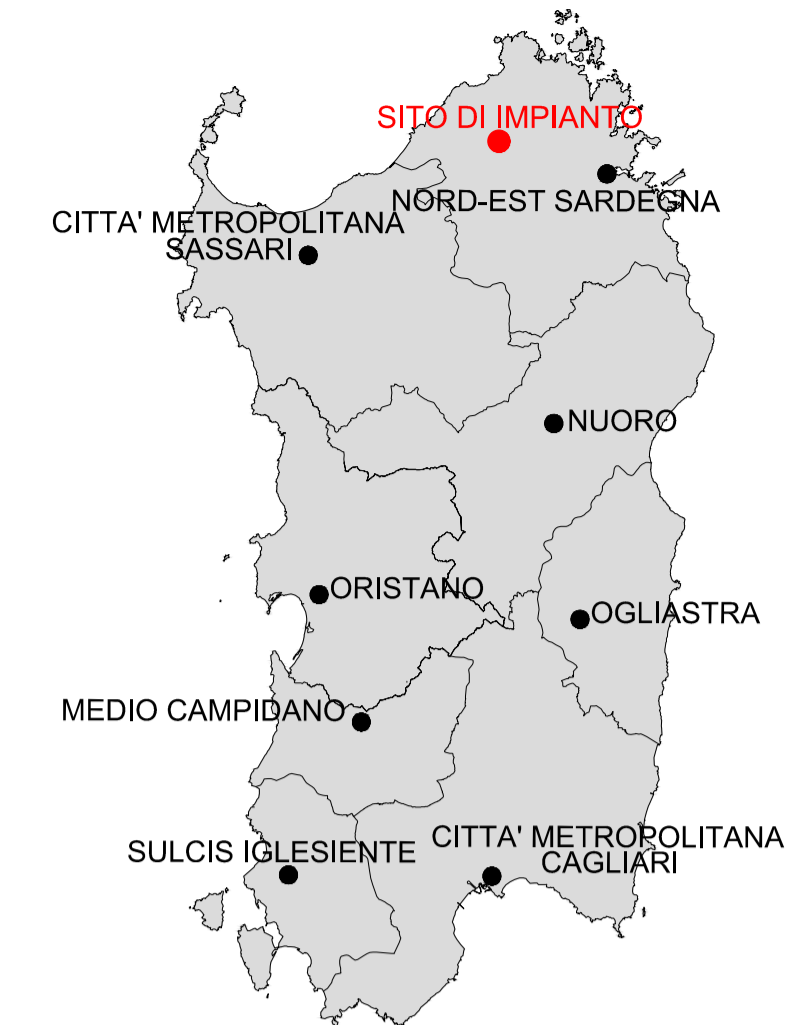 SITO DI IMPIANTO
NORD-EST SARDEGNA
CITTA' METROPOLITANA
SASSARI
NUORO
ORISTANO
OGLIASTRA
MEDIO CAMPIDANO
SULCIS IGLESIENTE
CITTA' METROPOLITANA
CAGLIARI